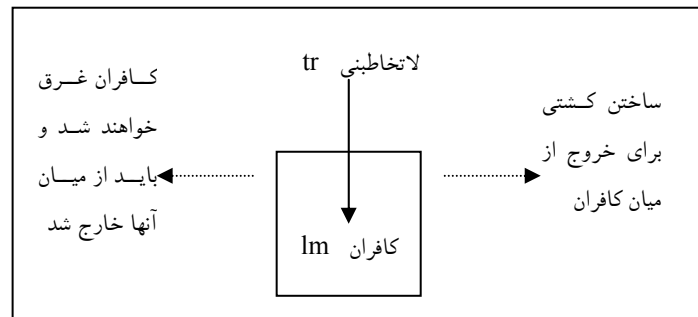 لاتخاطبنی tr
ساختن کشتی
برای خروج از
میان کافران
کافران lm
کافران غرق
خواهند شد و
باید از میان
آنها خارج شد